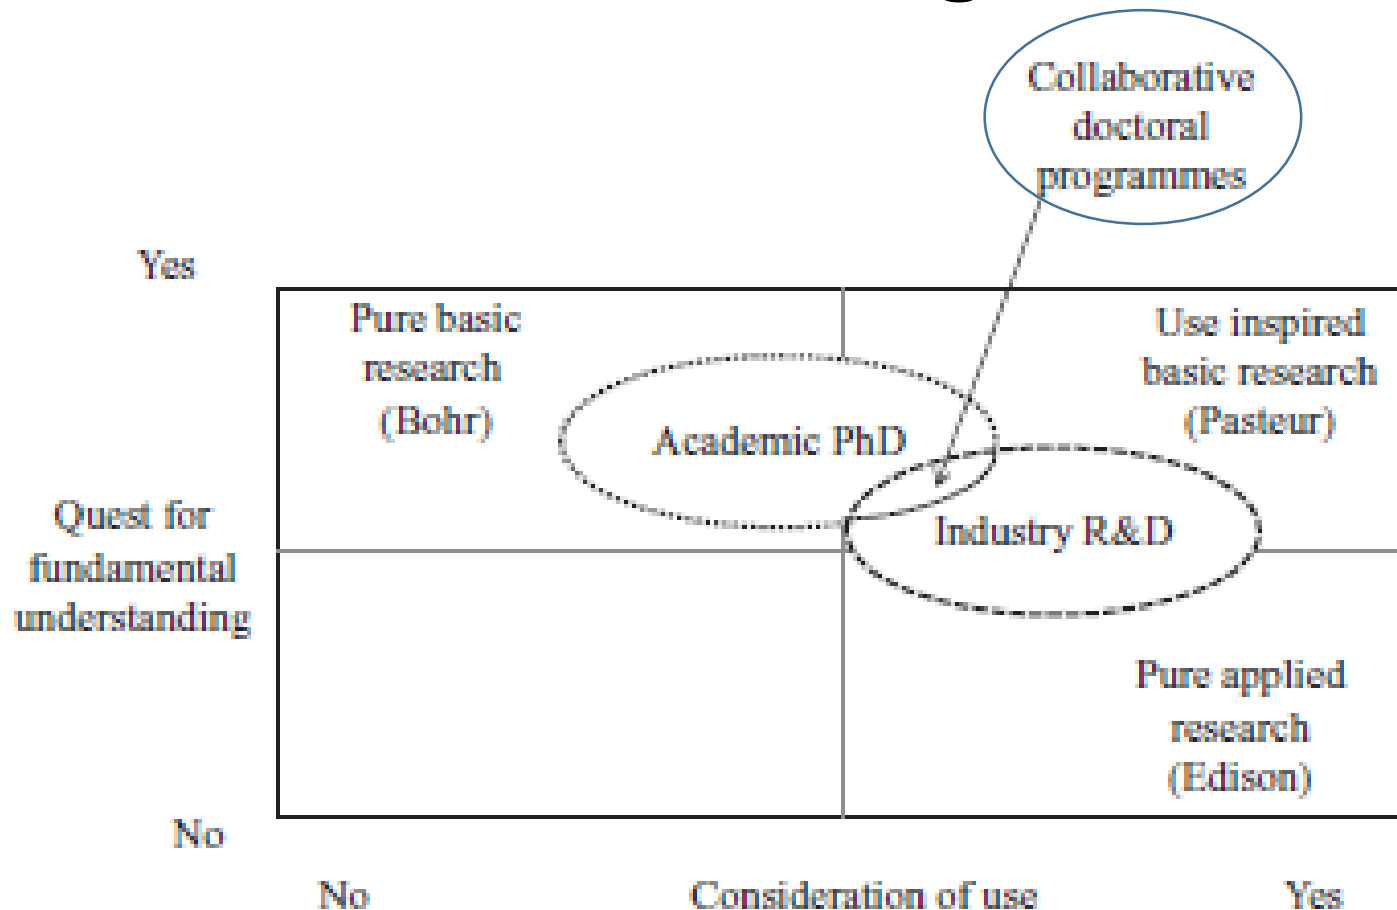 Collaborative
doctoral
programmes
Yes
Pure basic
research
(Bohr)
Use inspired
basic research
(Pasteur)
Academic PhD
Industry R&D
Quest for
fundamental
understanding
Pure applied
research
(Edison)
No
No
Consideration of use
Yes